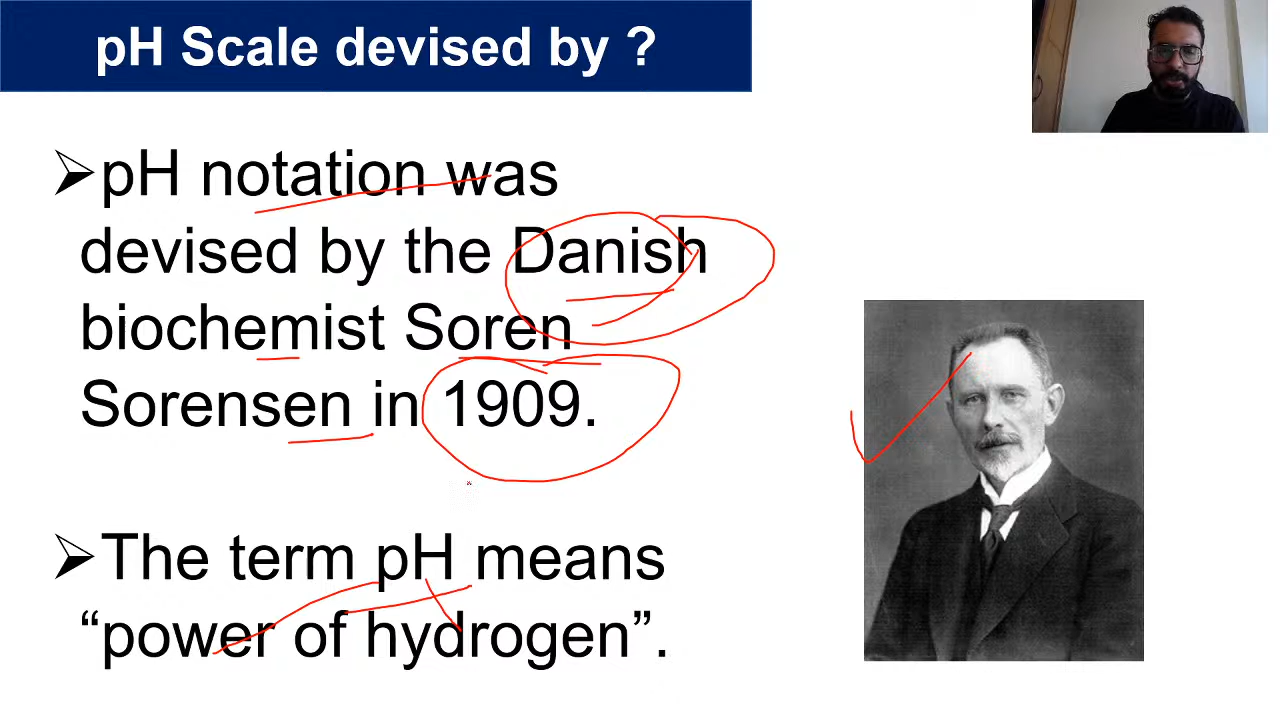 pH Scale devised by ?
➢pH notation was
devised by the Danish
biochemist Soren
Sorensen in 1909.
➢The term pH means
“power of hydrogen”.